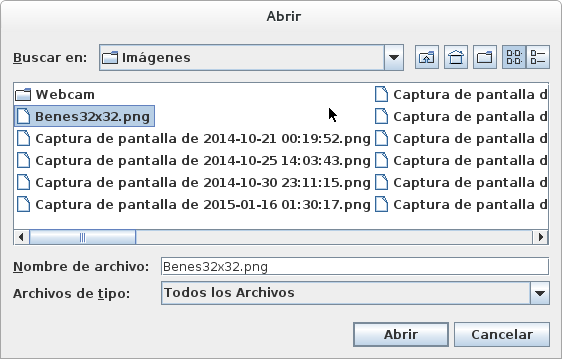 Abrir
Buscar en: Imágenes
Webcam
Benes32x32.png
Captura de pantalla de 2014-10-21 00:19:52.png
Captura de pantalla de 2014-10-25 14:03:43.png
Captura de pantalla de 2014-10-30 23:11:15.png
Captura de pantalla de 2015-01-16 01:30:17.png
Captura de pantalla d
Captura de pantalla d
Captura de pantalla d
Captura de pantalla d
Captura de pantalla d
Captura de pantalla d
Nombre de archivo: Benes32x32.png
Archivos de tipo: Todos los Archivos
Abrir Cancelar